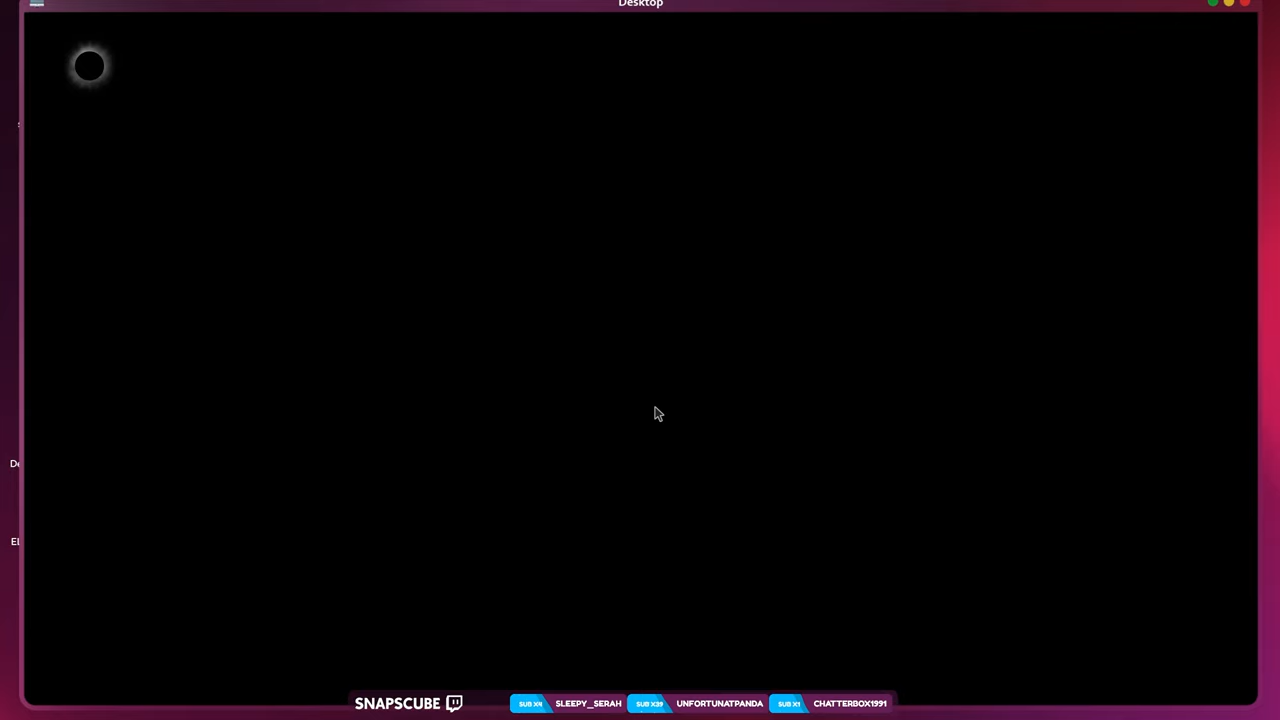 Desktop
SNAPSCUBE
SUB X4 SLEEPY_SERAH SUB X39 UNFORTUNATPANDA SUB X1 CHATTERBOX1991